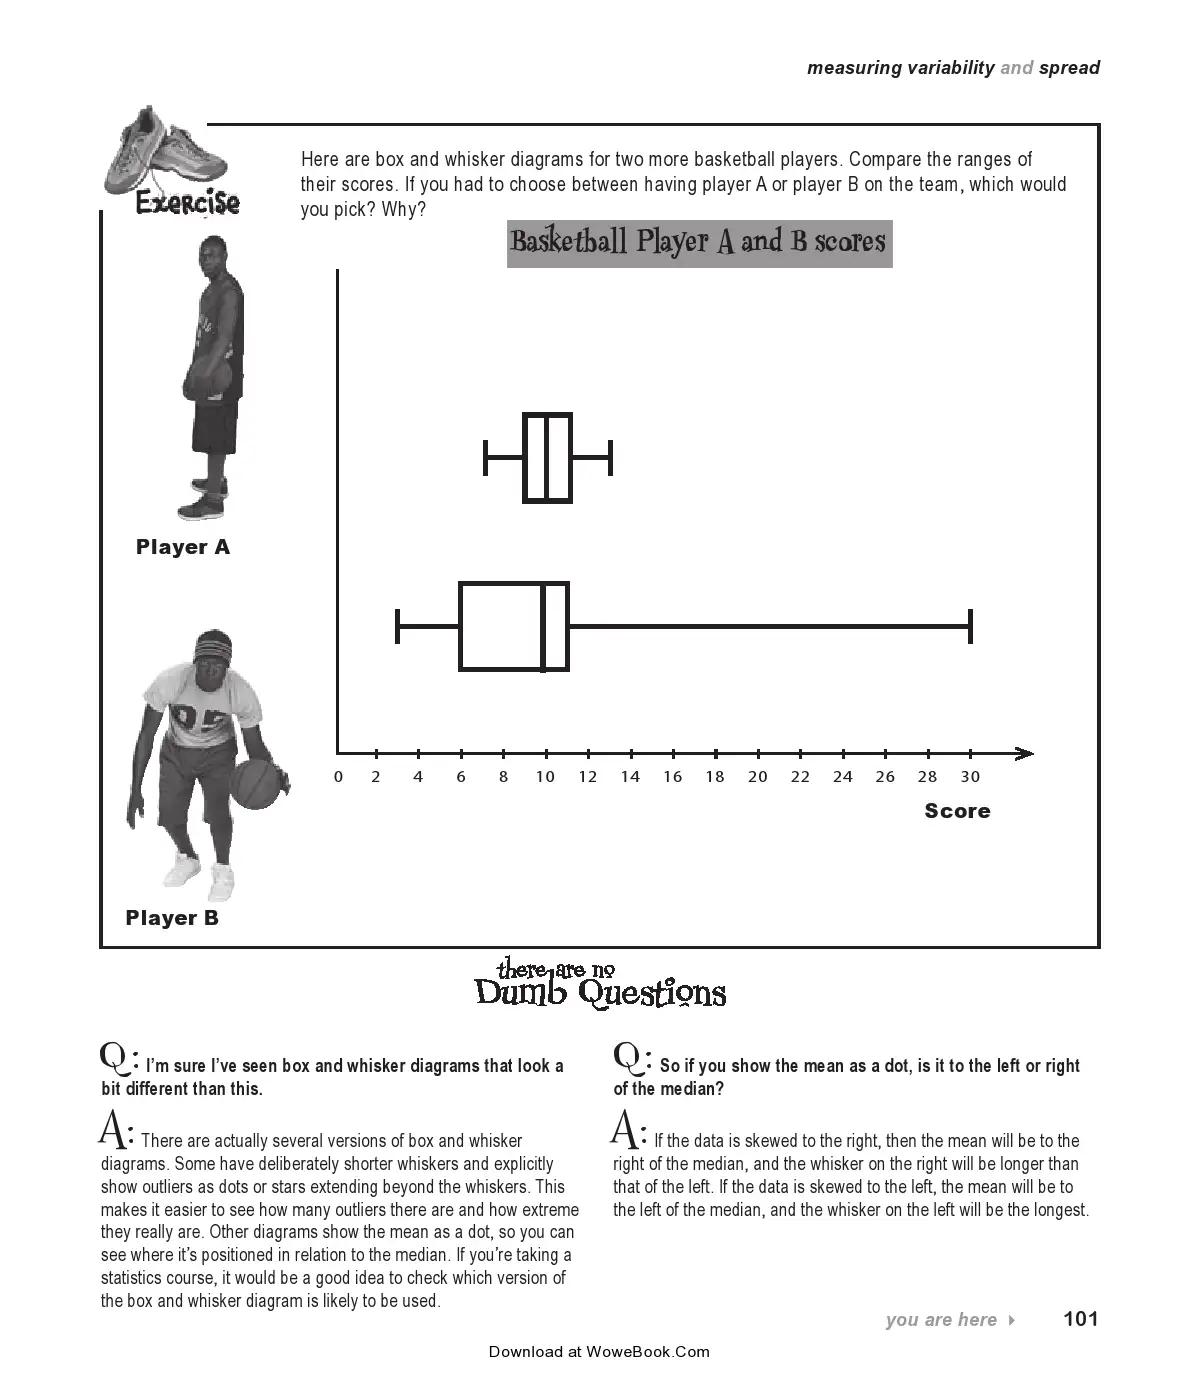 measuring variability and spread
Exercise
Here are box and whisker diagrams for two more basketball players. Compare the ranges of
their scores. If you had to choose between having player A or player B on the team, which would
you pick? Why?
Basketball Player A and B scores
Player A
Player B
0 2 4 6 8 10 12 14 16 18 20 22 24 26 28 30
Score
there are no
Dumb Questions
Q: I’m sure I’ve seen box and whisker diagrams that look a
bit different than this.
A: There are actually several versions of box and whisker
diagrams. Some have deliberately shorter whiskers and explicitly
show outliers as dots or stars extending beyond the whiskers. This
makes it easier to see how many outliers there are and how extreme
they really are. Other diagrams show the mean as a dot, so you can
see where it’s positioned in relation to the median. If you’re taking a
statistics course, it would be a good idea to check which version of
the box and whisker diagram is likely to be used.
Q: So if you show the mean as a dot, is it to the left or right
of the median?
A: If the data is skewed to the right, then the mean will be to the
right of the median, and the whisker on the right will be longer than
that of the left. If the data is skewed to the left, the mean will be to
the left of the median, and the whisker on the left will be the longest.
you are here 101
Download at WoweBook.Com